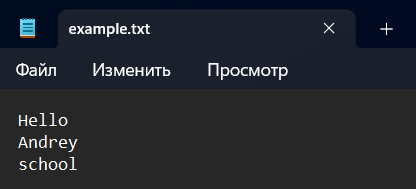 example.txt
Файл Изменить Просмотр
Hello
Andrey
school